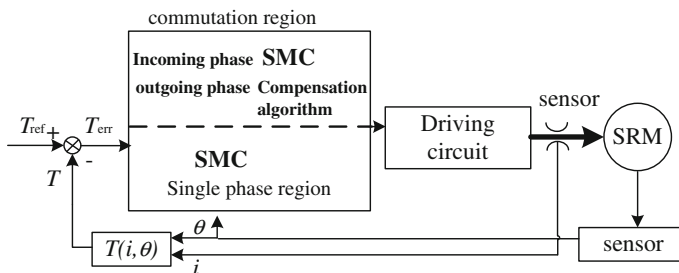 commutation region
Incoming phase SMC
outgoing phase Compensation
algorithm
sensor
Tref +
Terr
-
T
Driving
circuit
SRM
SMC
Single phase region
θ
T(i,θ)
i
sensor